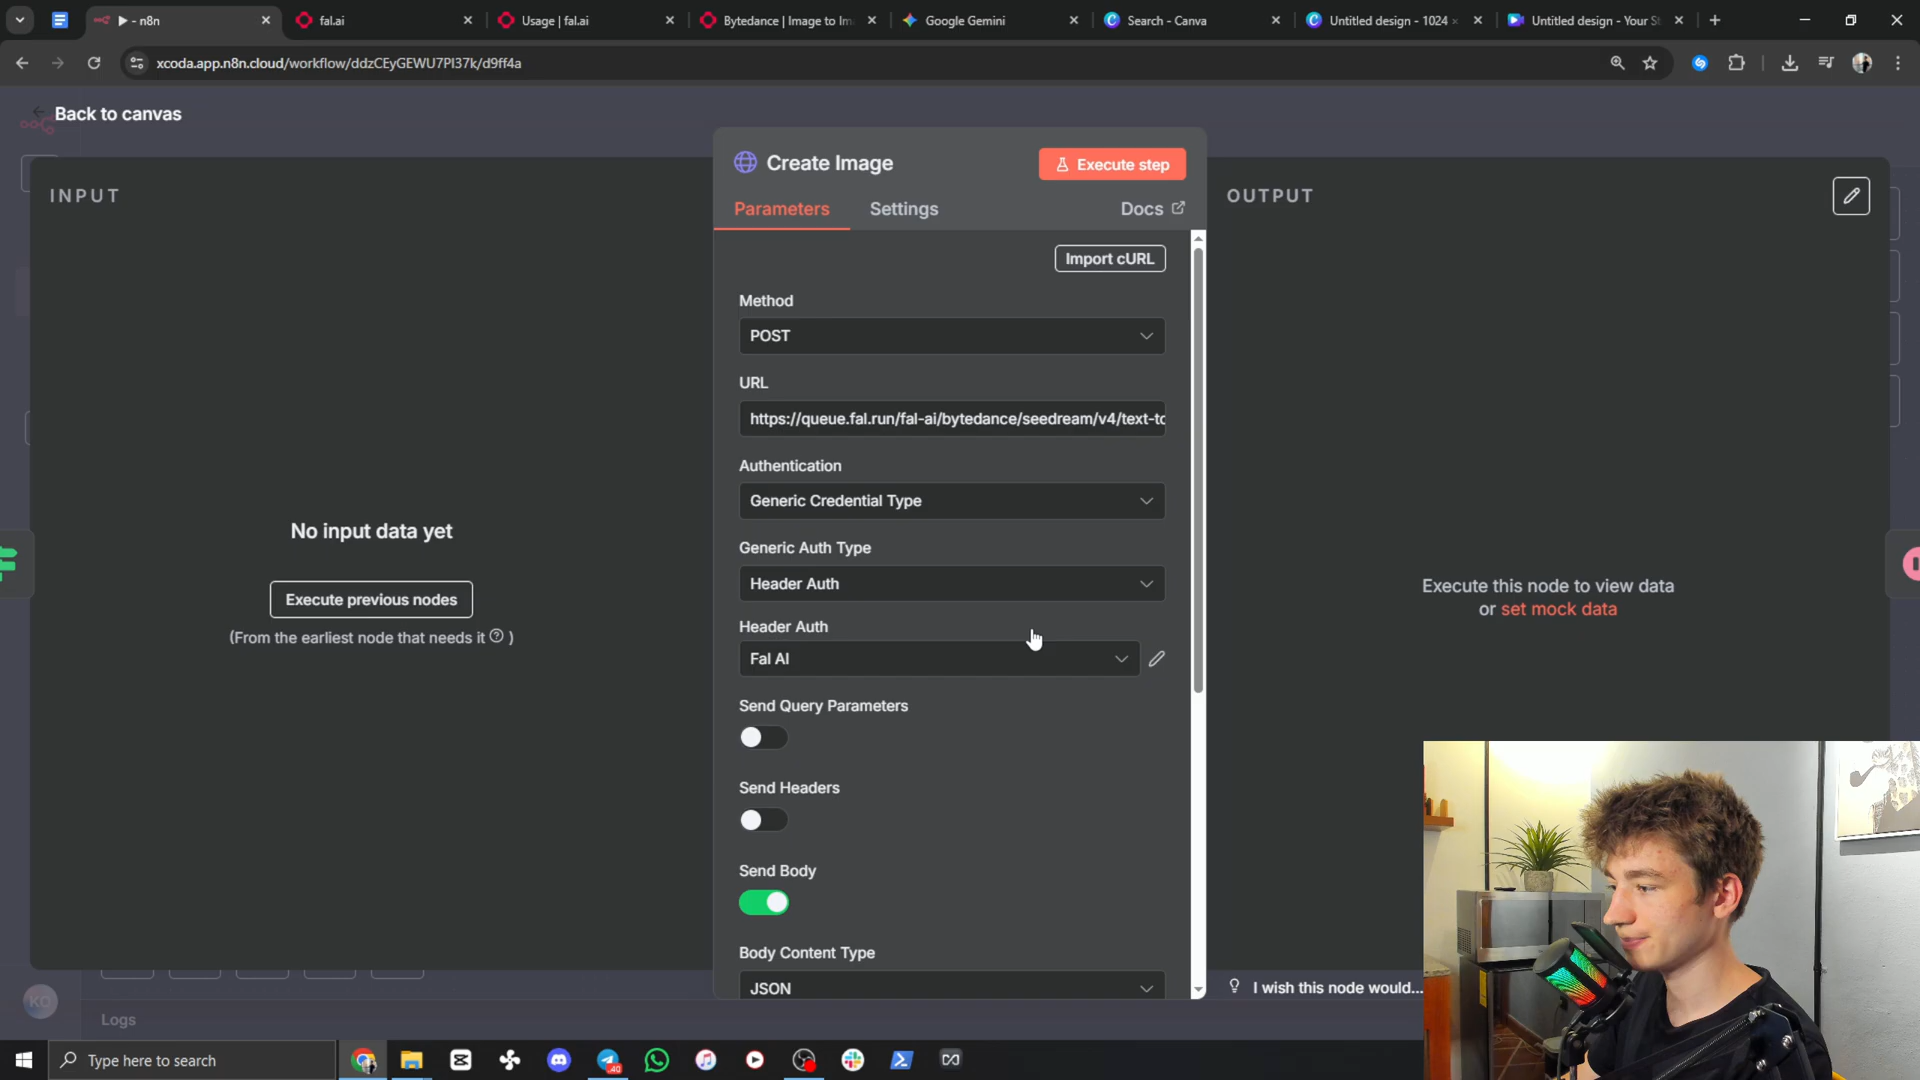 ▶ - n8n
fal.ai
Usage | fal.ai
Bytedance | Image to Im
Google Gemini
Search - Canva
Untitled design - 1024
Untitled design - Your S
xcoda.app.n8n.cloud/workflow/ddzCEyGEWU7PI37k/d9ff4a
Back to canvas
Create Image
Execute step
INPUT
OUTPUT
Parameters
Settings
Docs
Import cURL
Method
POST
URL
https://queue.fal.run/fal-ai/bytedance/seedream/v4/text-to
Authentication
Generic Credential Type
No input data yet
Generic Auth Type
Header Auth
Execute this node to view data
or set mock data
Execute previous nodes
(From the earliest node that needs it ? )
Header Auth
Fal AI
Send Query Parameters
Send Headers
Send Body
Body Content Type
JSON
I wish this node would...
KC
Logs
Type here to search
40